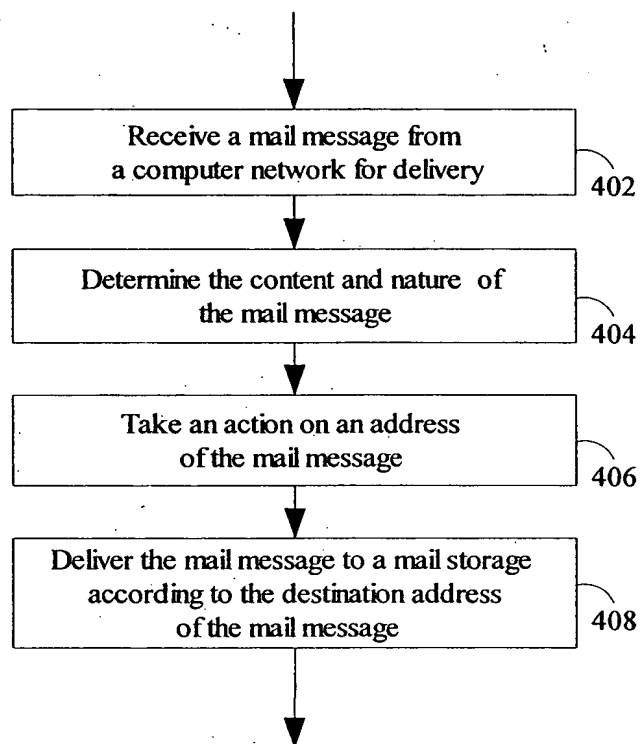 Receive a mail message from
a computer network for delivery
402
Determine the content and nature of
the mail message
404
Take an action on an address
of the mail message
406
Deliver the mail message to a mail storage
according to the destination address
of the mail message
408